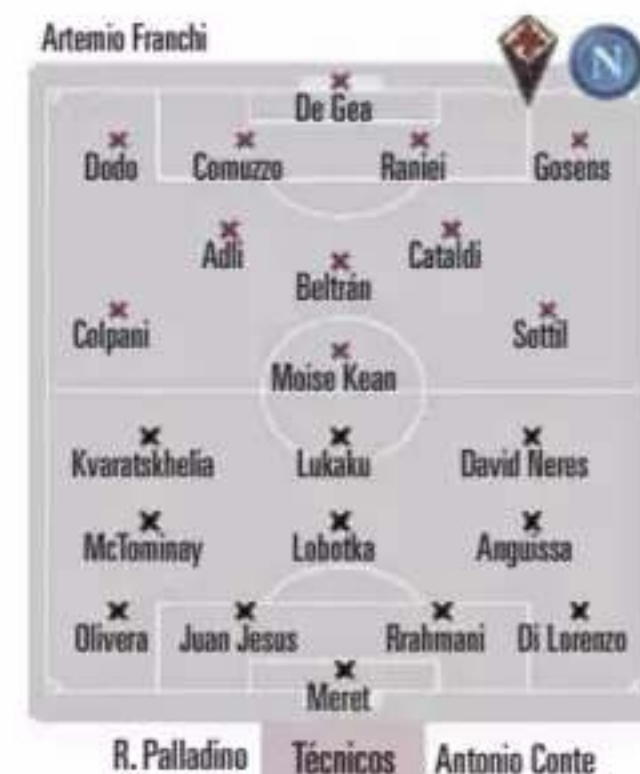 Artemio Franchi
N
De Gea
Dodo Comuzzo Raniei Gosens
Adli Cataldi
Beltrán
Colpani Sottil
Moise Kean
Kvaratskhelia Lukaku David Neres
McTominay Lobotka Anguissa
Olivera Juan Jesus Rrahmani Di Lorenzo
Meret
R. Palladino Técnicos Antonio Conte